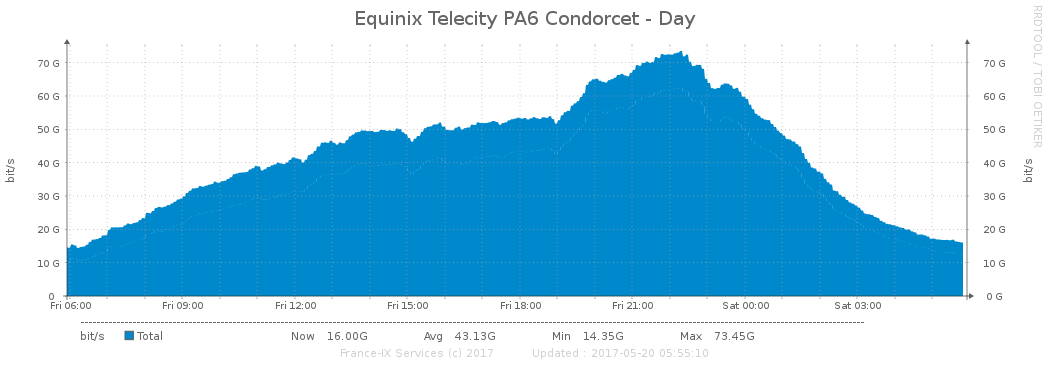 Equinix Telecity PA6 Condorcet - Day
RRDTOOL / TOBI OETIKER
bit/s
70 G 70 G
60 G 60 G
50 G 50 G
40 G 40 G
30 G 30 G
20 G 20 G
10 G 10 G
0 0 G
bit/s
Fri 06:00 Fri 09:00 Fri 12:00 Fri 15:00 Fri 18:00 Fri 21:00 Sat 00:00 Sat 03:00
bit/s Total Now 16.00G Avg 43.13G Min 14.35G Max 73.45G
France-IX Services (c) 2017 Updated : 2017-05-20 05:55:10